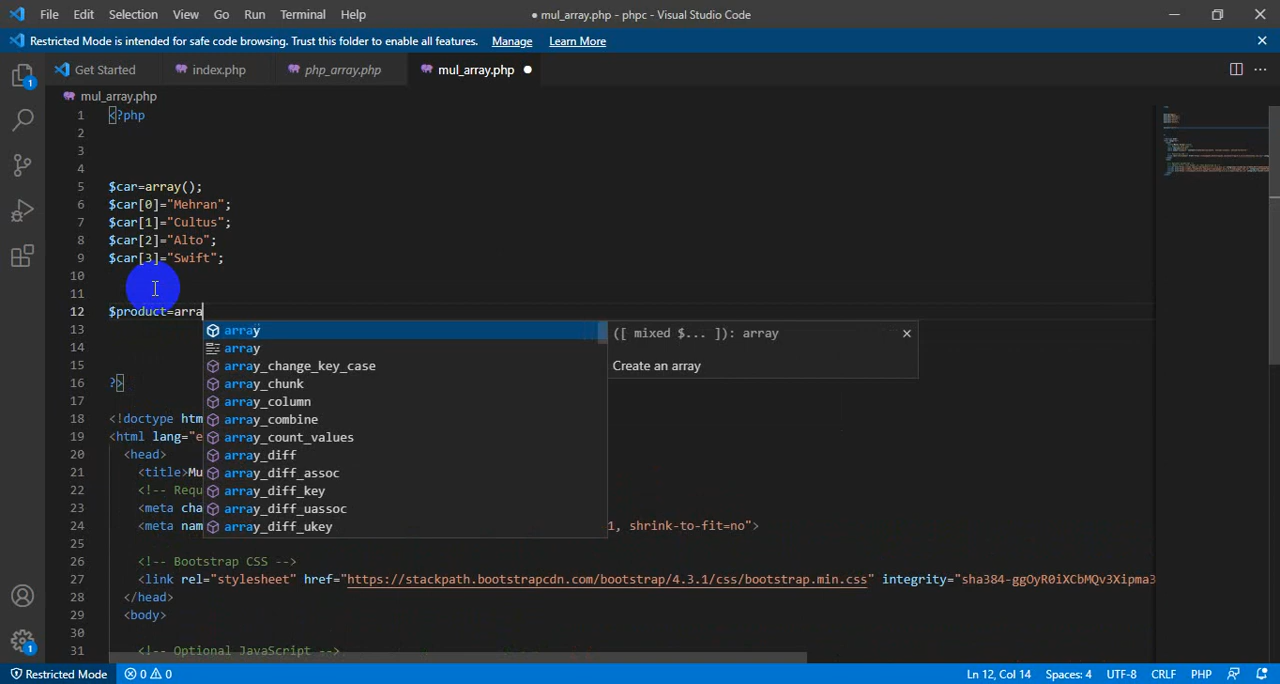 File Edit Selection View Go Run Terminal Help ● mul_array.php - phpc - Visual Studio Code
Restricted Mode is intended for safe code browsing. Trust this folder to enable all features. Manage Learn More
Get Started index.php php_array.php mul_array.php
mul_array.php
1 <?php
2
3
4
5 $car=array();
6 $car[0]="Mehran";
7 $car[1]="Cultus";
8 $car[2]="Alto";
9 $car[3]="Swift";
10
11
12 $product=arra
13 array ([ mixed $... ]): array
14 array
15 array_change_key_case Create an array
16 ?> array_chunk
17 array_column
18 <!doctype htm array_combine
19 <html lang="e array_count_values
20 <head> array_diff
21 <title>Mu array_diff_assoc
22 <!-- Requ array_diff_key
23 <meta cha array_diff_uassoc
24 <meta nam array_diff_ukey 1, shrink-to-fit=no">
25
26 <!-- Bootstrap CSS -->
27 <link rel="stylesheet" href="https://stackpath.bootstrapcdn.com/bootstrap/4.3.1/css/bootstrap.min.css" integrity="sha384-ggOyR0iXCbMQv3Xipma3
28 </head>
29 <body>
30
31 <!-- Optional JavaScript -->
Restricted Mode 0 0 Ln 12, Col 14 Spaces: 4 UTF-8 CRLF PHP